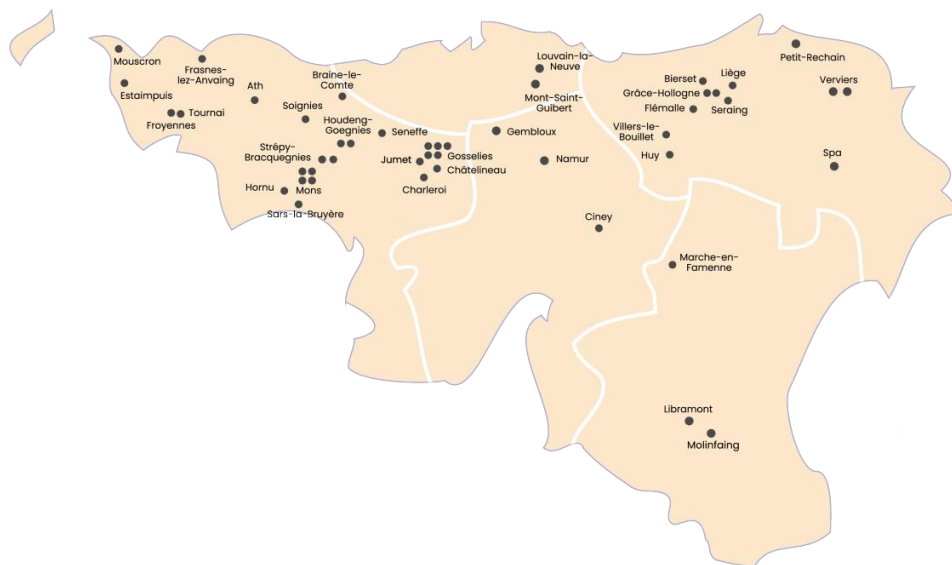 Mouscron
Frasnes-
lez-Anvaing
Estaimpuis
Ath
Tournai
Froyennes
Soignies
Braine-le-
Comte
Houdeng-
Goegnies
Seneffe
Strépy-
Bracquegnies
Jumet
Gosselies
Châtelineau
Charleroi
Hornu
Mons
Sars-la-Bruyère
Louvain-la-
Neuve
Mont-Saint-
Guibert
Gembloux
Namur
Ciney
Petit-Rechain
Bierset
Liège
Verviers
Grâce-Hollogne
Flémalle
Seraing
Villers-le-
Bouillet
Huy
Spa
Marche-en-
Famenne
Libramont
Molinfaing